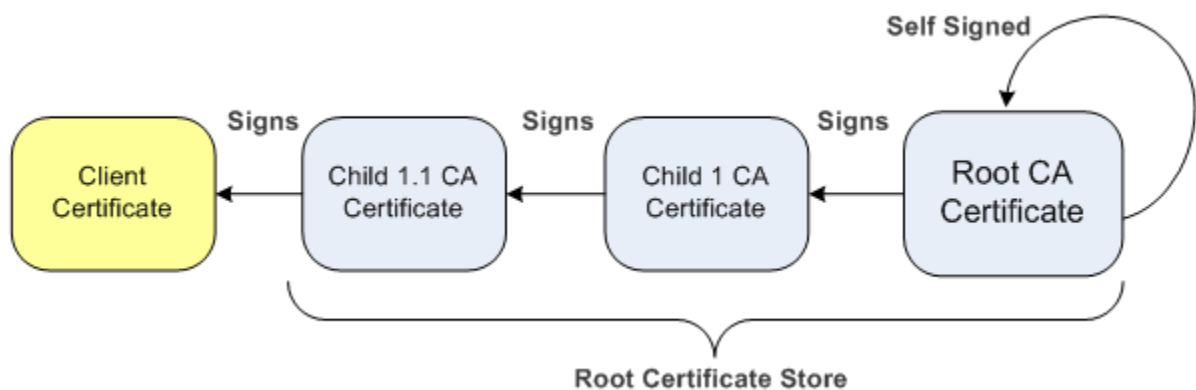 Self Signed
Signs
Signs
Signs
Client
Certificate
Child 1.1 CA
Certificate
Child 1 CA
Certificate
Root CA
Certificate
Root Certificate Store